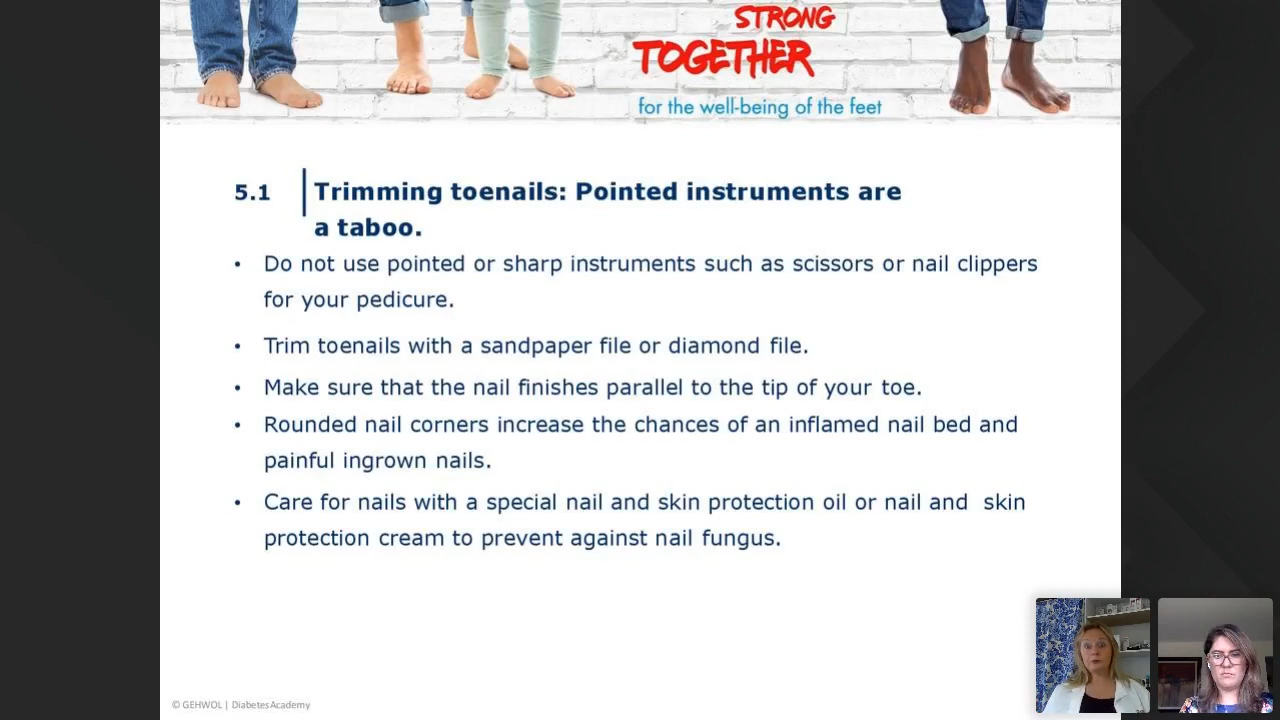 STRONG
TOGETHER
for the well-being of the feet
5.1 Trimming toenails: Pointed instruments are
a taboo.
• Do not use pointed or sharp instruments such as scissors or nail clippers
for your pedicure.
• Trim toenails with a sandpaper file or diamond file.
• Make sure that the nail finishes parallel to the tip of your toe.
• Rounded nail corners increase the chances of an inflamed nail bed and
painful ingrown nails.
• Care for nails with a special nail and skin protection oil or nail and skin
protection cream to prevent against nail fungus.
© GEHWOL | Diabetes Academy